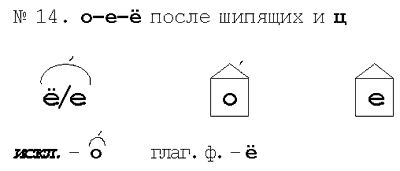 № 14. о-е-ё после шипящих и ц
ё/е о е
искл. - о глаг. ф. - ё